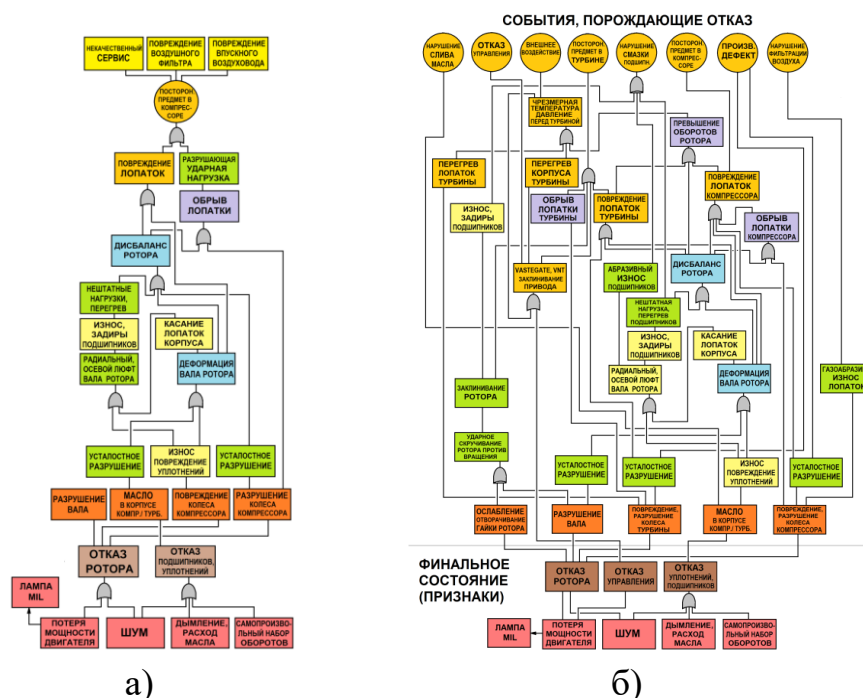 СОБЫТИЯ, ПОРОЖДАЮЩИЕ ОТКАЗ
НЕКАЧЕСТВЕННЫЙ
СЕРВИС
ПОВРЕЖДЕНИЕ
ВОЗДУШНОГО
ФИЛЬТРА
ПОВРЕЖДЕНИЕ
ВПУСКНОГО
ВОЗДУХОВОДА
ПОСТОРОН.
ПРЕДМЕТ В
КОМПРЕС-
СОРЕ
ПОВРЕЖДЕНИЕ
ЛОПАТОК
РАЗРУШАЮЩАЯ
УДАРНАЯ
НАГРУЗКА
ОБРЫВ
ЛОПАТКИ
ДИСБАЛАНС
РОТОРА
НЕШТАТНЫЕ
НАГРУЗКИ,
ПЕРЕГРЕВ
ИЗНОС,
ЗАДИРЫ
ПОДШИПНИКОВ
КАСАНИЕ
ЛОПАТОК
КОРПУСА
РАДИАЛЬНЫЙ,
ОСЕВОЙ ЛЮФТ
ВАЛА РОТОРА
ДЕФОРМАЦИЯ
ВАЛА РОТОРА
УСТАЛОСТНОЕ
РАЗРУШЕНИЕ
ИЗНОС
ПОВРЕЖДЕНИЕ
УПЛОТНЕНИЙ
УСТАЛОСТНОЕ
РАЗРУШЕНИЕ
РАЗРУШЕНИЕ
ВАЛА
МАСЛО
В КОРПУСЕ
КОМПР./ ТУРБ.
ПОВРЕЖДЕНИЕ
КОЛЕСА
КОМПРЕССОРА
РАЗРУШЕНИЕ
КОЛЕСА
КОМПРЕССОРА
ОТКАЗ
РОТОРА
ОТКАЗ
ПОДШИПНИКОВ,
УПЛОТНЕНИЙ
ЛАМПА
MIL
ПОТЕРЯ
МОЩНОСТИ
ДВИГАТЕЛЯ
ШУМ
ДЫМЛЕНИЕ,
РАСХОД
МАСЛА
САМОПРОИЗ-
ВОЛЬНЫЙ НАБОР
ОБОРОТОВ
а)
НАРУШЕНИЕ
СЛИВА
МАСЛА
ОТКАЗ
УПРАВЛЕНИЯ
ВНЕШНЕЕ
ВОЗДЕЙСТВИЕ
ПОСТОРОН.
ПРЕДМЕТ В
ТУРБИНЕ
НАРУШЕНИЕ
СМАЗКИ
ПОДШИПН.
ПОСТОРОН.
ПРЕДМЕТ В
КОМПРЕС-
СОРЕ
ПРОИЗВ.
ДЕФЕКТ
НАРУШЕНИЕ
ФИЛЬТРАЦИИ
ВОЗДУХА
ЧРЕЗМЕРНАЯ
ТЕМПЕРАТУРА
ДАВЛЕНИЕ
ПЕРЕД ТУРБИНОЙ
ПРЕВЫШЕНИЕ
ОБОРОТОВ
РОТОРА
ПЕРЕГРЕВ
ЛОПАТОК
ТУРБИНЫ
ПЕРЕГРЕВ
КОРПУСА
ТУРБИНЫ
ПОВРЕЖДЕНИЕ
ЛОПАТОК
КОМПРЕССОРА
ИЗНОС,
ЗАДИРЫ
ПОДШИПНИКОВ
ОБРЫВ
ЛОПАТКИ
ТУРБИНЫ
ПОВРЕЖДЕНИЕ
ЛОПАТОК
ТУРБИНЫ
ОБРЫВ
ЛОПАТКИ
КОМПРЕССОРА
VASTEGATE, VNT
ЗАКЛИНИВАНИЕ
ПРИВОДА
АБРАЗИВНЫЙ
ИЗНОС
ПОДШИПНИКОВ
ДИСБАЛАНС
РОТОРА
НЕШТАТНАЯ
НАГРУЗКА,
ПЕРЕГРЕВ
ПОДШИПНИКОВ
ИЗНОС,
ЗАДИРЫ
ПОДШИПНИКОВ
КАСАНИЕ
ЛОПАТОК
КОРПУСА
ЗАКЛИНИВАНИЕ
РОТОРА
РАДИАЛЬНЫЙ,
ОСЕВОЙ ЛЮФТ
ВАЛА РОТОРА
ДЕФОРМАЦИЯ
ВАЛА РОТОРА
ГАЗОАБРАЗИ
ИЗНОС
ЛОПАТОК
УДАРНОЕ
СКРУЧИВАНИЕ
РОТОРА ПРОТИВ
ВРАЩЕНИЯ
УСТАЛОСТНОЕ
РАЗРУШЕНИЕ
УСТАЛОСТНОЕ
РАЗРУШЕНИЕ
ИЗНОС
ПОВРЕЖДЕНИЕ
УПЛОТНЕНИЙ
УСТАЛОСТНОЕ
РАЗРУШЕНИЕ
ОСЛАБЛЕНИЕ
ОТВОРАЧИВАНИЕ
ГАЙКИ РОТОРА
РАЗРУШЕНИЕ
ВАЛА
ПОВРЕЖДЕНИЕ,
РАЗРУШЕНИЕ
КОЛЕСА
ТУРБИНЫ
МАСЛО
В КОРПУСЕ
КОМПР./ ТУРБ.
ПОВРЕЖДЕНИЕ,
РАЗРУШЕНИЕ
КОЛЕСА
КОМПРЕССОРА
ФИНАЛЬНОЕ
СОСТОЯНИЕ
(ПРИЗНАКИ)
ОТКАЗ
РОТОРА
ОТКАЗ
УПРАВЛЕНИЯ
ОТКАЗ
УПЛОТНЕНИЙ,
ПОДШИПНИКОВ
ЛАМПА
MIL
ПОТЕРЯ
МОЩНОСТИ
ДВИГАТЕЛЯ
ШУМ
ДЫМЛЕНИЕ,
РАСХОД
МАСЛА
САМОПРОИЗВО-
ЛЬНЫЙ НАБОР
ОБОРОТОВ
б)